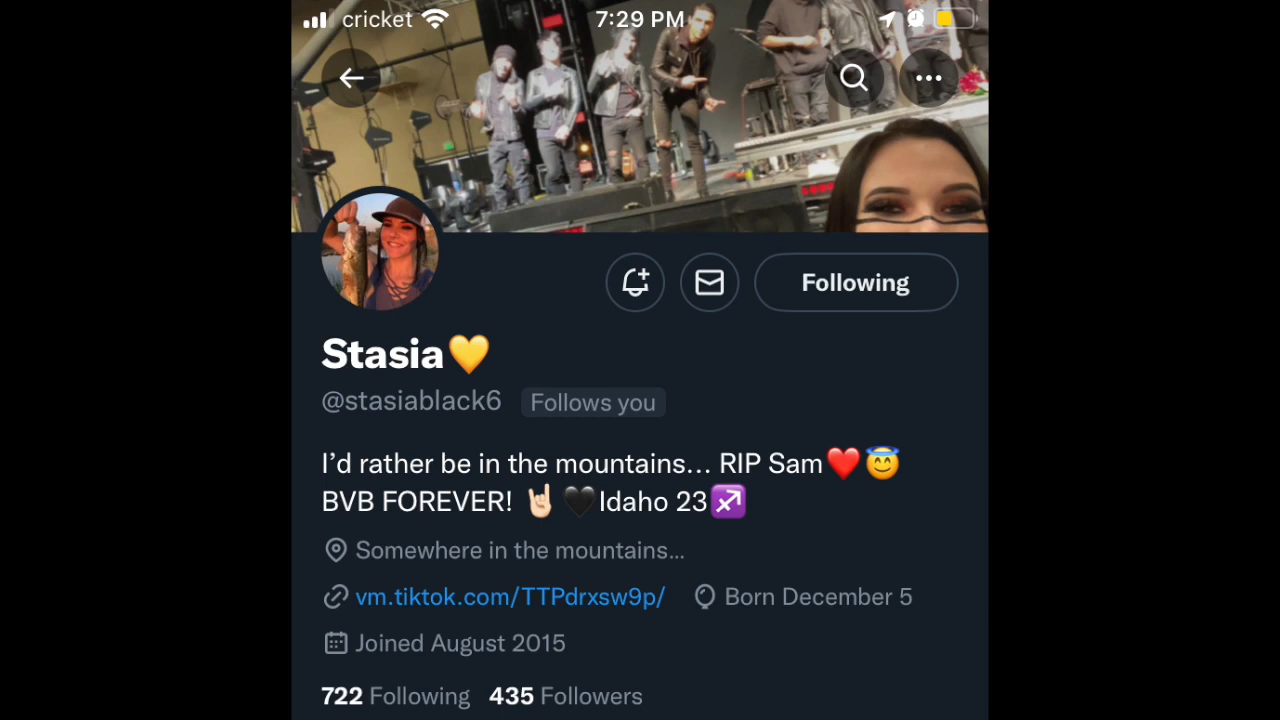 cricket 7:29 PM
Following
Stasia💛
@stasiablack6 Follows you
I’d rather be in the mountains… RIP Sam❤️😇
BVB FOREVER! 🤘🏻 🖤Idaho 23♐
Somewhere in the mountains...
vm.tiktok.com/TTPdrxsw9p/ Born December 5
Joined August 2015
722 Following 435 Followers